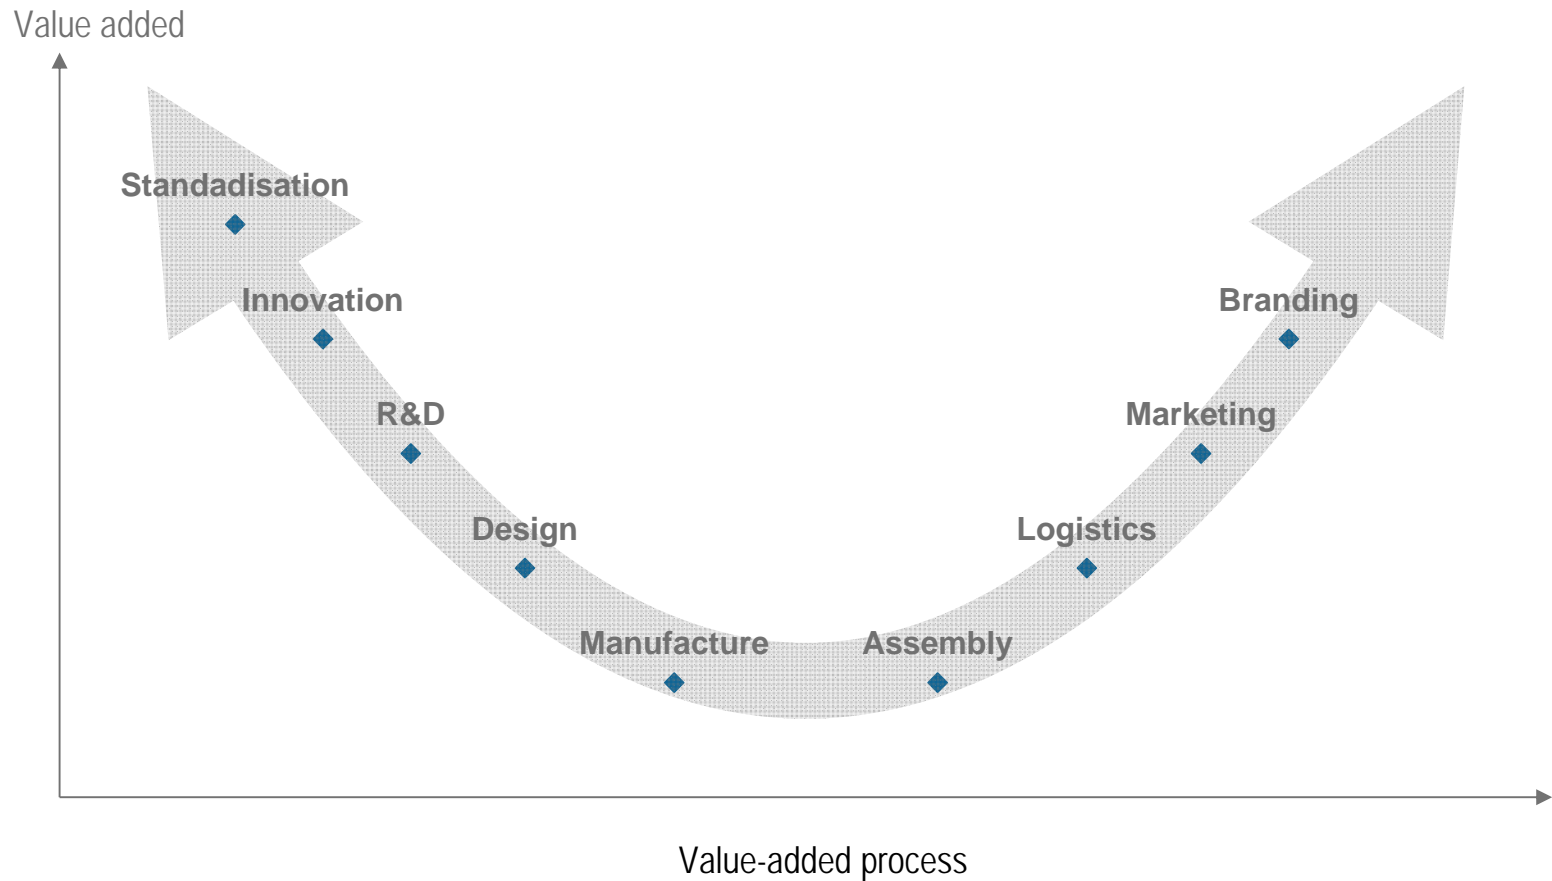 Value added
Standadisation
Innovation
Branding
R&D
Marketing
Design
Logistics
Manufacture
Assembly
Value-added process